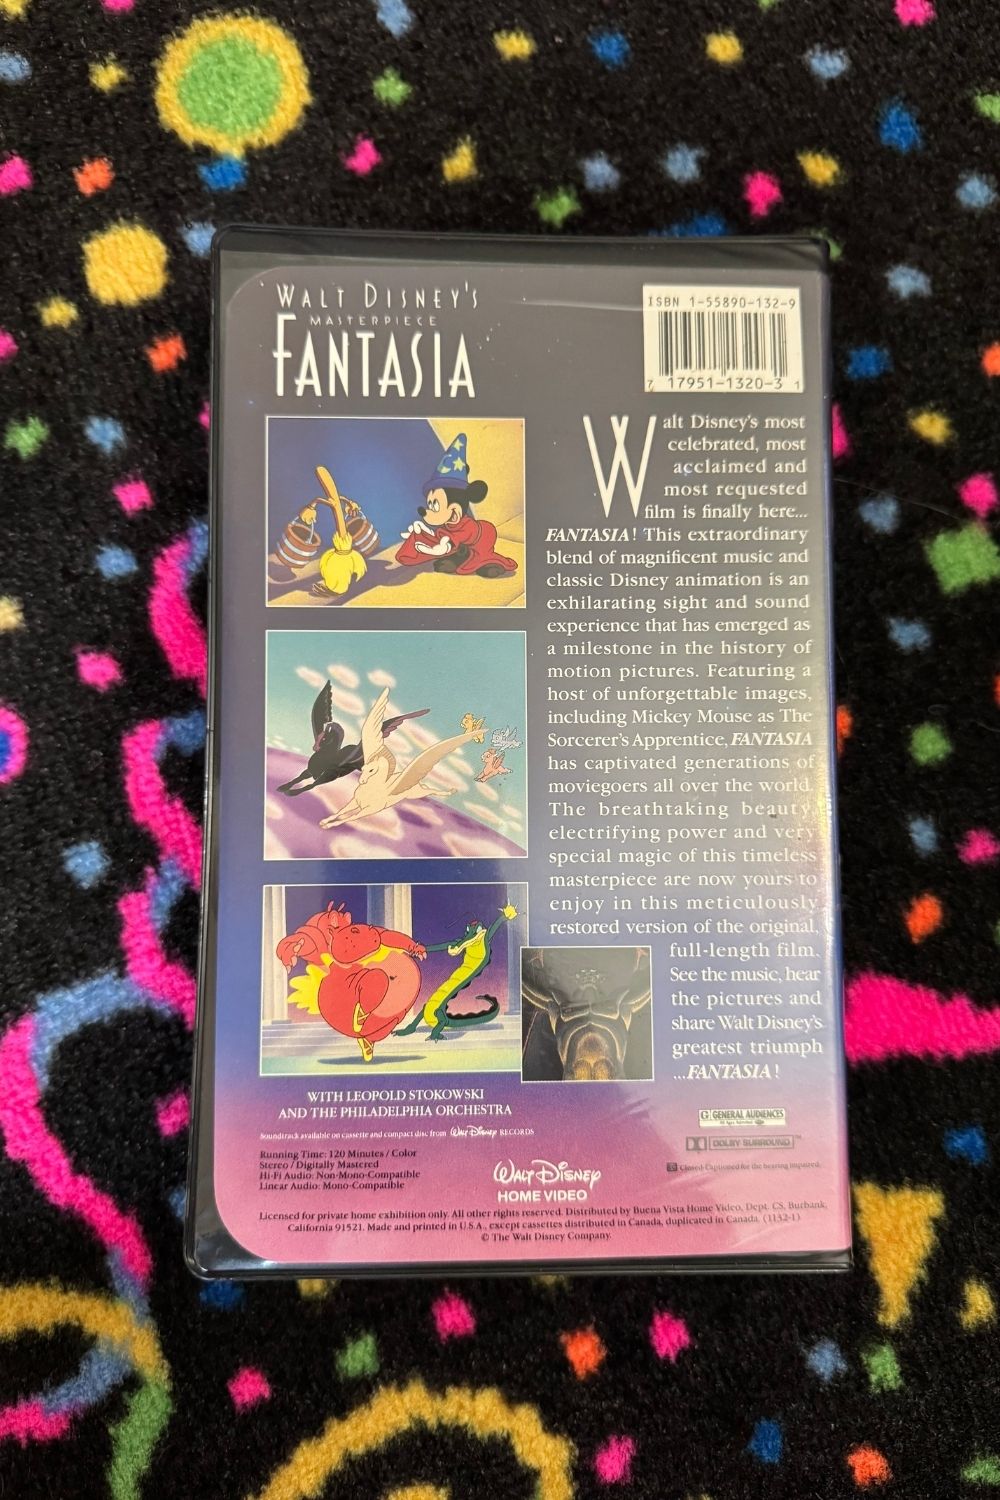 WALT DISNEY'S
MASTERPIECE
FANTASIA
ISBN 1-55890-132-9
7 17951-1320-3 1
Walt Disney's most
celebrated, most
acclaimed and
most requested
film is finally here...
FANTASIA! This extraordinary
blend of magnificent music and
classic Disney animation is an
exhilarating sight and sound
experience that has emerged as
a milestone in the history of
motion pictures. Featuring a
host of unforgettable images,
including Mickey Mouse as The
Sorcerer's Apprentice, FANTASIA
has captivated generations of
moviegoers all over the world.
The breathtaking beauty,
electrifying power and very
special magic of this timeless
masterpiece are now yours to
enjoy in this meticulously
restored version of the original,
full-length film.
See the music, hear
the pictures and
share Walt Disney's
greatest triumph
...FANTASIA!
WITH LEOPOLD STOKOWSKI
AND THE PHILADELPHIA ORCHESTRA
Soundtrack available on cassette and compact disc from Walt Disney RECORDS
Running Time: 120 Minutes / Color
Stereo / Digitally Mastered
Hi-Fi Audio: Non-Mono-Compatible
Linear Audio: Mono-Compatible
WALT DISNEY
HOME VIDEO
G GENERAL AUDIENCES
All Ages Admitted
DOLBY SURROUND™
Closed Captioned for the hearing impaired.
Licensed for private home exhibition only. All other rights reserved. Distributed by Buena Vista Home Video, Dept. CS, Burbank,
California 91521. Made and printed in U.S.A., except cassettes distributed in Canada, duplicated in Canada. (1132-1)
© The Walt Disney Company.